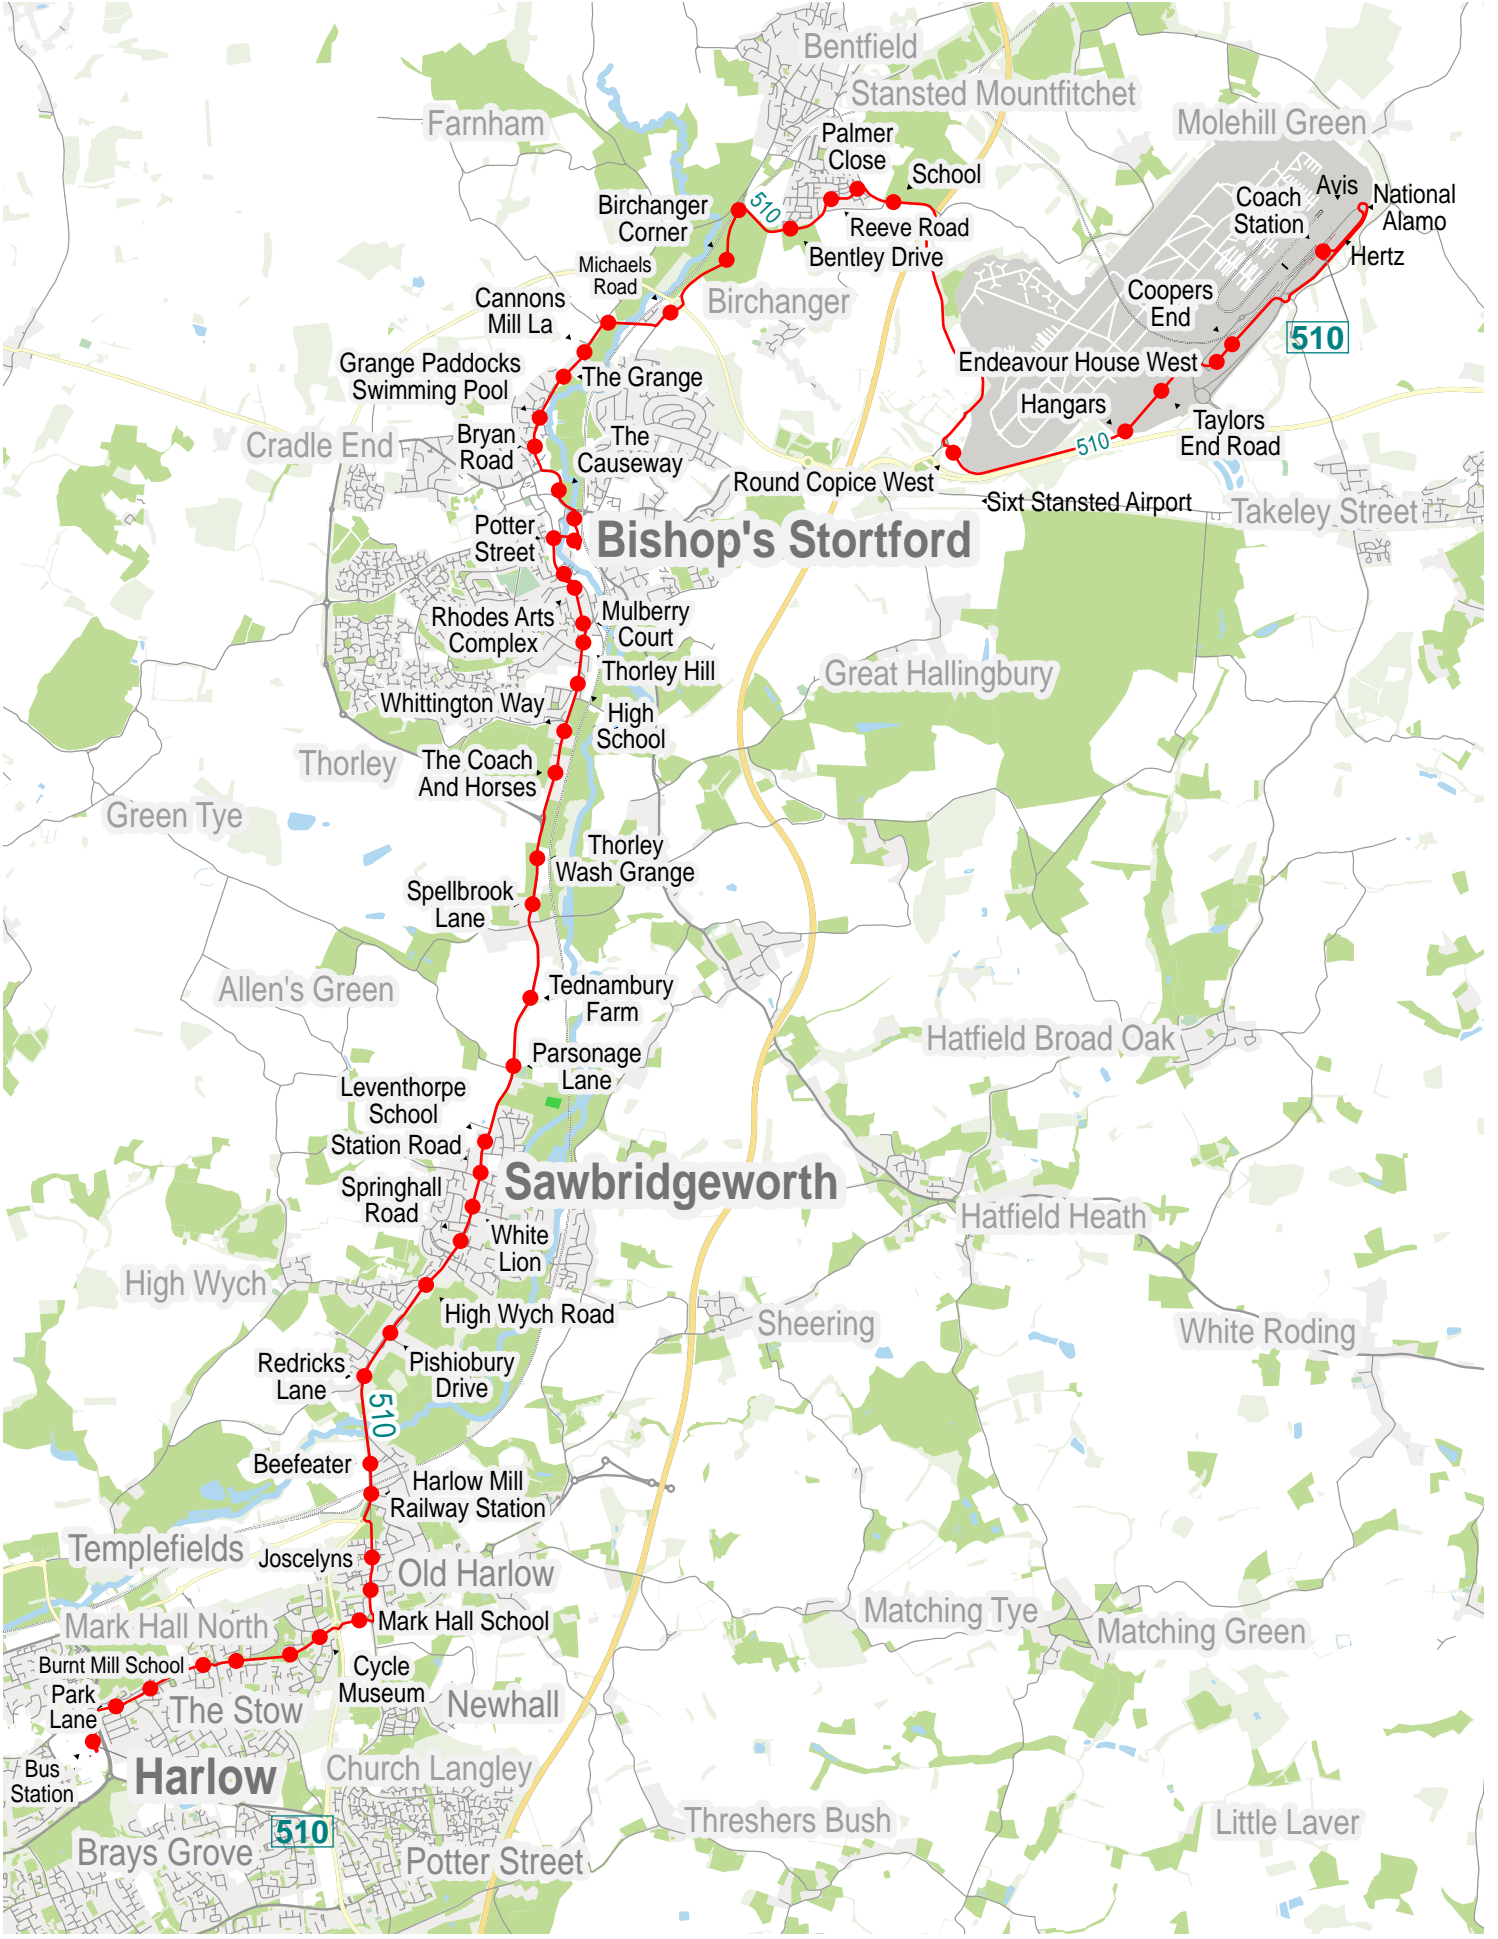 Bentfield
Stansted Mountfitchet
Farnham
Molehill Green
Palmer
Close
School
Avis
Coach
Station
National
Alamo
Birchanger
Corner
510
Reeve Road
Bentley Drive
Hertz
Michaels
Road
Birchanger
Cannons
Mill La
Coopers
End
510
Grange Paddocks
Swimming Pool
The Grange
Endeavour House West
Hangars
Taylors
End Road
Cradle End
Bryan
Road
The
Causeway
510
Round Copice West
Sixt Stansted Airport
Takeley Street
Potter
Street
Bishop's Stortford
Rhodes Arts
Complex
Mulberry
Court
Thorley Hill
Great Hallingbury
Whittington Way
High
School
Thorley
The Coach
And Horses
Green Tye
Thorley
Wash Grange
Spellbrook
Lane
Allen's Green
Tednambury
Farm
Hatfield Broad Oak
Parsonage
Lane
Leventhorpe
School
Station Road
Sawbridgeworth
Springhall
Road
White
Lion
Hatfield Heath
High Wych
High Wych Road
Sheering
White Roding
Redricks
Lane
Pishiobury
Drive
510
Beefeater
Harlow Mill
Railway Station
Templefields
Joscelyns
Old Harlow
Mark Hall North
Mark Hall School
Matching Tye
Matching Green
Burnt Mill School
Cycle
Museum
Park
Lane
The Stow
Newhall
Bus
Station
Harlow
Church Langley
510
Threshers Bush
Little Laver
Brays Grove
Potter Street